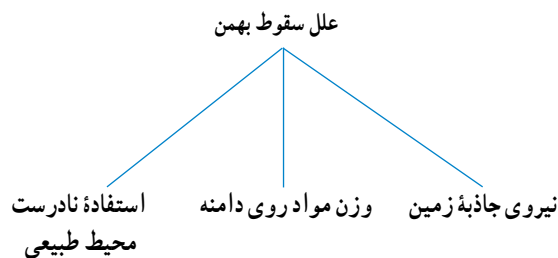 علل سقوط بهمن
نیروی جاذبهٔ زمین
وزن مواد روی دامنه
استفادهٔ نادرست
محیط طبیعی